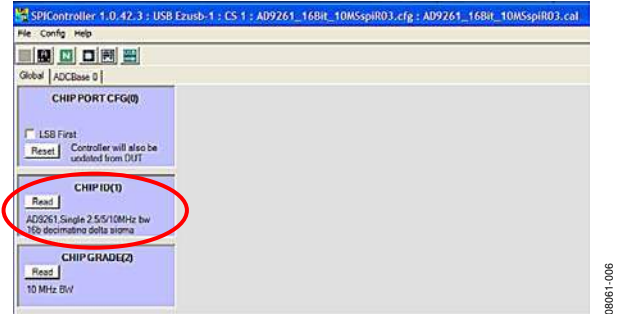 SPIController 1.0.42.3 : USB Ezusb-1 : CS 1 : AD9261_16Bit_10MSspiR03.cfg : AD9261_16Bit_10MSspiR03.cal
File Config Help
Global ADCBase 0
CHIP PORT CFG(0)
LSB First
Reset
Controller will also be
updated from DUT
CHIP ID(1)
Read
AD9261,Single 2.5/5/10MHz bw
16b decimating delta sigma
CHIP GRADE(2)
Read
10 MHz BW
08061-006